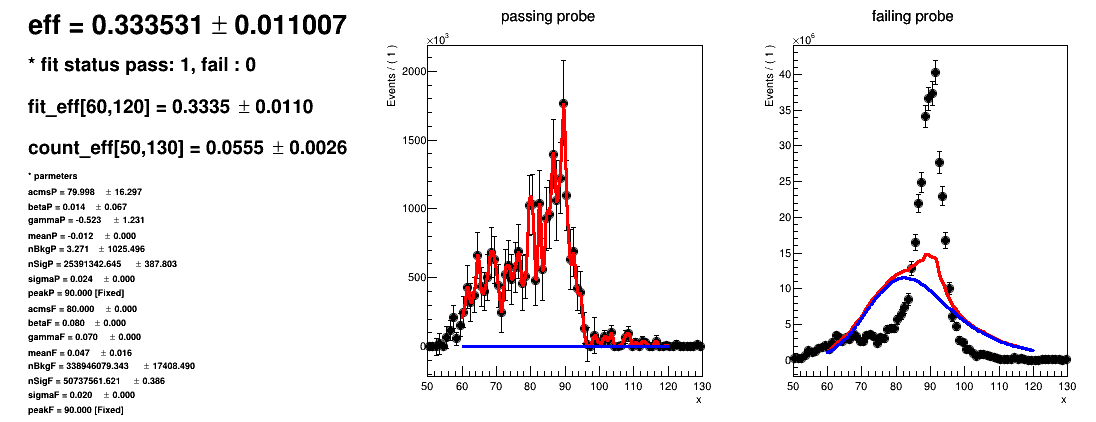 eff = 0.333531 ± 0.011007
* fit status pass: 1, fail : 0
fit_eff[60,120] = 0.3335 ± 0.0110
count_eff[50,130] = 0.0555 ± 0.0026
* parmeters
acmsP = 79.998 ± 16.297
betaP = 0.014 ± 0.067
gammaP = -0.523 ± 1.231
meanP = -0.012 ± 0.000
nBkgP = 3.271 ± 1025.496
nSigP = 25391342.645 ± 387.803
sigmaP = 0.024 ± 0.000
peakP = 90.000 [Fixed]
acmsF = 80.000 ± 0.000
betaF = 0.080 ± 0.000
gammaF = 0.070 ± 0.000
meanF = 0.047 ± 0.016
nBkgF = 338946079.343 ± 17408.490
nSigF = 50737561.621 ± 0.386
sigmaF = 0.020 ± 0.000
peakF = 90.000 [Fixed]
passing probe
×10³
Events / ( 1 )
2000
1500
1000
500
0
50 60 70 80 90 100 110 120 130
x
failing probe
×10⁶
Events / ( 1 )
40
35
30
25
20
15
10
5
0
50 60 70 80 90 100 110 120 130
x